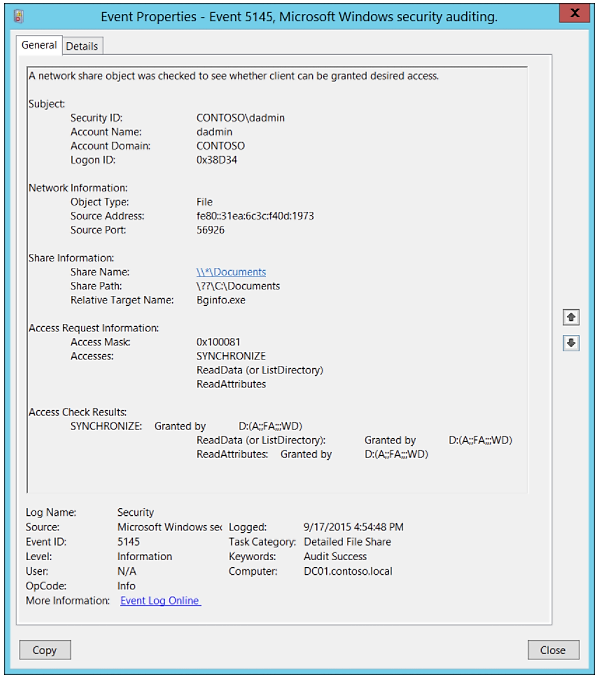 Event Properties - Event 5145, Microsoft Windows security auditing.
X
General Details
A network share object was checked to see whether client can be granted desired access.
Subject:
Security ID: CONTOSO\dadmin
Account Name: dadmin
Account Domain: CONTOSO
Logon ID: 0x38D34
Network Information:
Object Type: File
Source Address: fe80::31ea:6c3c:f40d:1973
Source Port: 56926
Share Information:
Share Name: \\*\Documents
Share Path: \??\C:\Documents
Relative Target Name: Bginfo.exe
Access Request Information:
Access Mask: 0x100081
Accesses: SYNCHRONIZE
ReadData (or ListDirectory)
ReadAttributes
Access Check Results:
SYNCHRONIZE: Granted by D:(A;;FA;;;WD)
ReadData (or ListDirectory): Granted by D:(A;;FA;;;WD)
ReadAttributes: Granted by D:(A;;FA;;;WD)
Log Name: Security
Source: Microsoft Windows sec Logged: 9/17/2015 4:54:48 PM
Event ID: 5145 Task Category: Detailed File Share
Level: Information Keywords: Audit Success
User: N/A Computer: DC01.contoso.local
OpCode: Info
More Information: Event Log Online
Copy Close